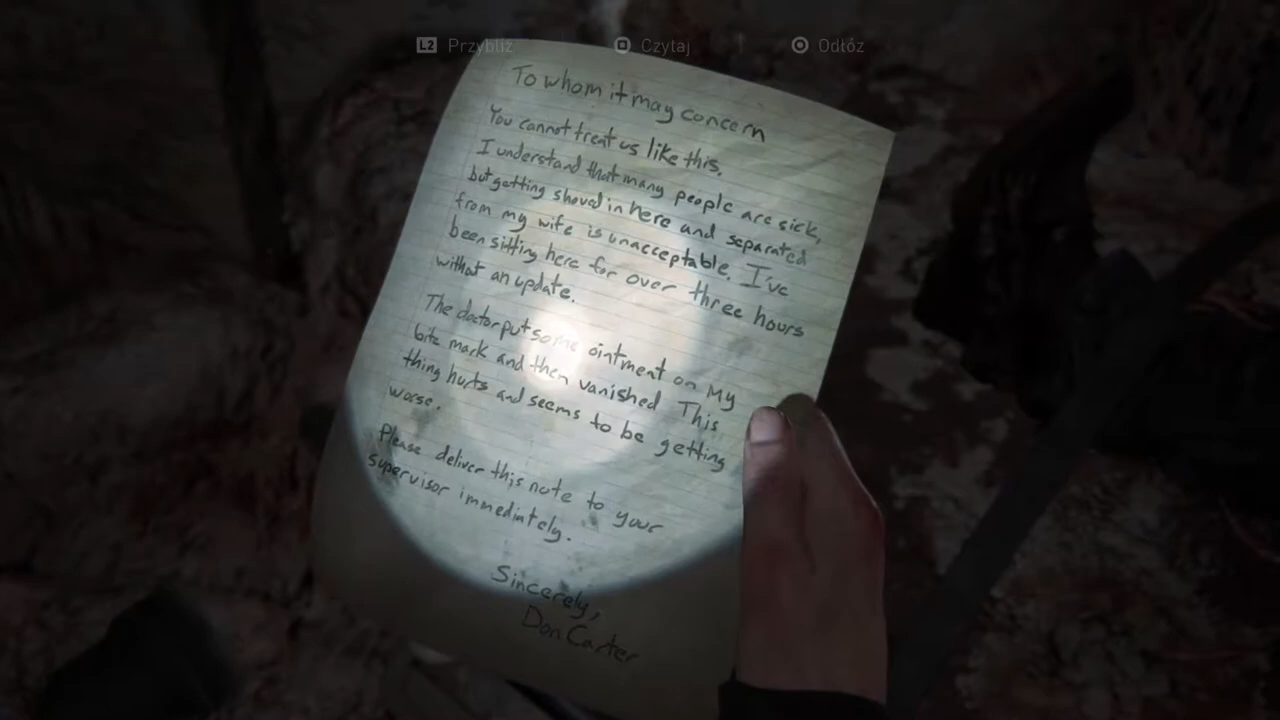 L2 Przybliż Czytaj Odłóż
To whom it may concern
You cannot treat us like this.
I understand that many people are sick,
but getting shoved in here and separated
from my wife is unacceptable. I've
been sitting here for over three hours
without an update.
The doctor put some ointment on my
bite mark and then vanished. This
thing hurts and seems to be getting
worse.
Please deliver this note to your
supervisor immediately.
Sincerely,
Don Carter